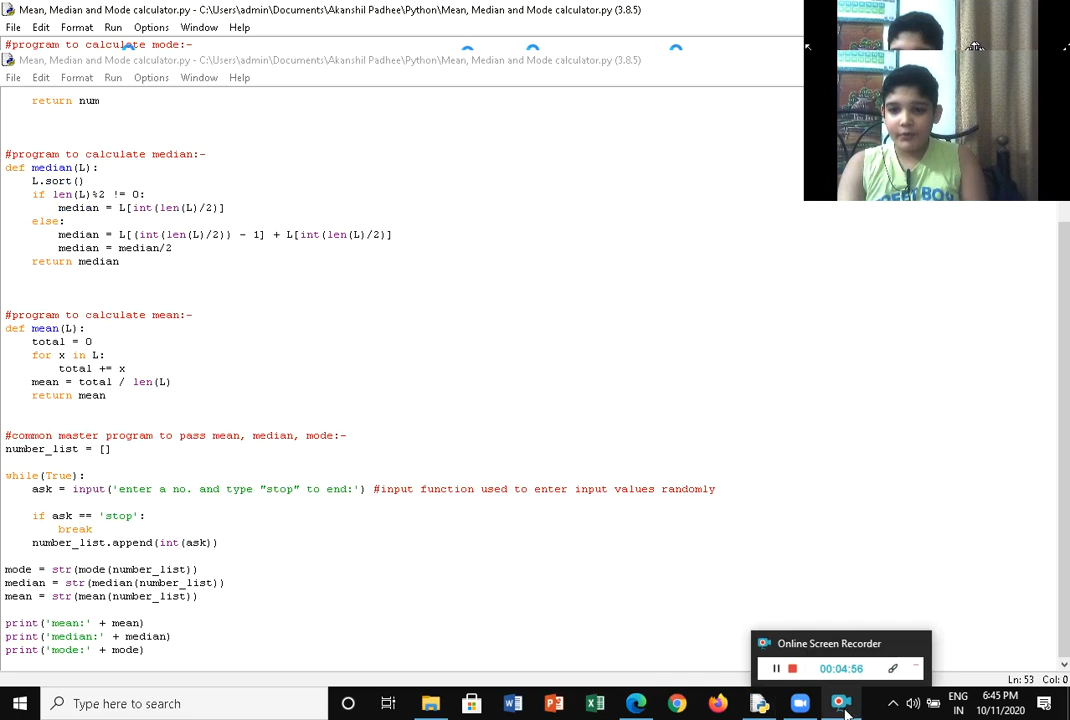 Mean, Median and Mode calculator.py - C:\Users\admin\Documents\Akanshil Padhee\Python\Mean, Median and Mode calculator.py (3.8.5)
File Edit Format Run Options Window Help
#program to calculate mode:-
Mean, Median and Mode calculator.py - C:\Users\admin\Documents\Akanshil Padhee\Python\Mean, Median and Mode calculator.py (3.8.5)
File Edit Format Run Options Window Help
return num
#program to calculate median:-
def median(L):
L.sort()
if len(L)%2 != 0:
median = L[int(len(L)/2)]
else:
median = L[(int(len(L)/2)) - 1] + L[int(len(L)/2)]
median = median/2
return median
#program to calculate mean:-
def mean(L):
total = 0
for x in L:
total += x
mean = total / len(L)
return mean
#common master program to pass mean, median, mode:-
number_list = []
while(True):
ask = input('enter a no. and type "stop" to end:') #input function used to enter input values randomly
if ask == 'stop':
break
number_list.append(int(ask))
mode = str(mode(number_list))
median = str(median(number_list))
mean = str(mean(number_list))
print('mean:' + mean)
print('median:' + median)
print('mode:' + mode)
Online Screen Recorder
00:04:56
Ln: 53 Col: 0
Type here to search
ENG
IN
6:45 PM
10/11/2020